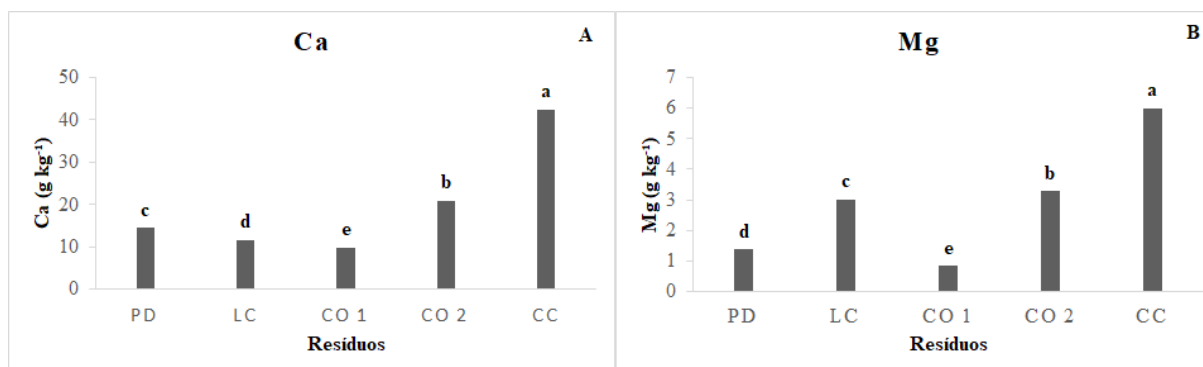 Ca
A
Ca (g kg⁻¹)
50
40
30
20
10
0
c
d
e
b
a
PD LC CO 1 CO 2 CC
Resíduos
Mg
B
Mg (g kg⁻¹)
7
6
5
4
3
2
1
0
d
c
e
b
a
PD LC CO 1 CO 2 CC
Resíduos